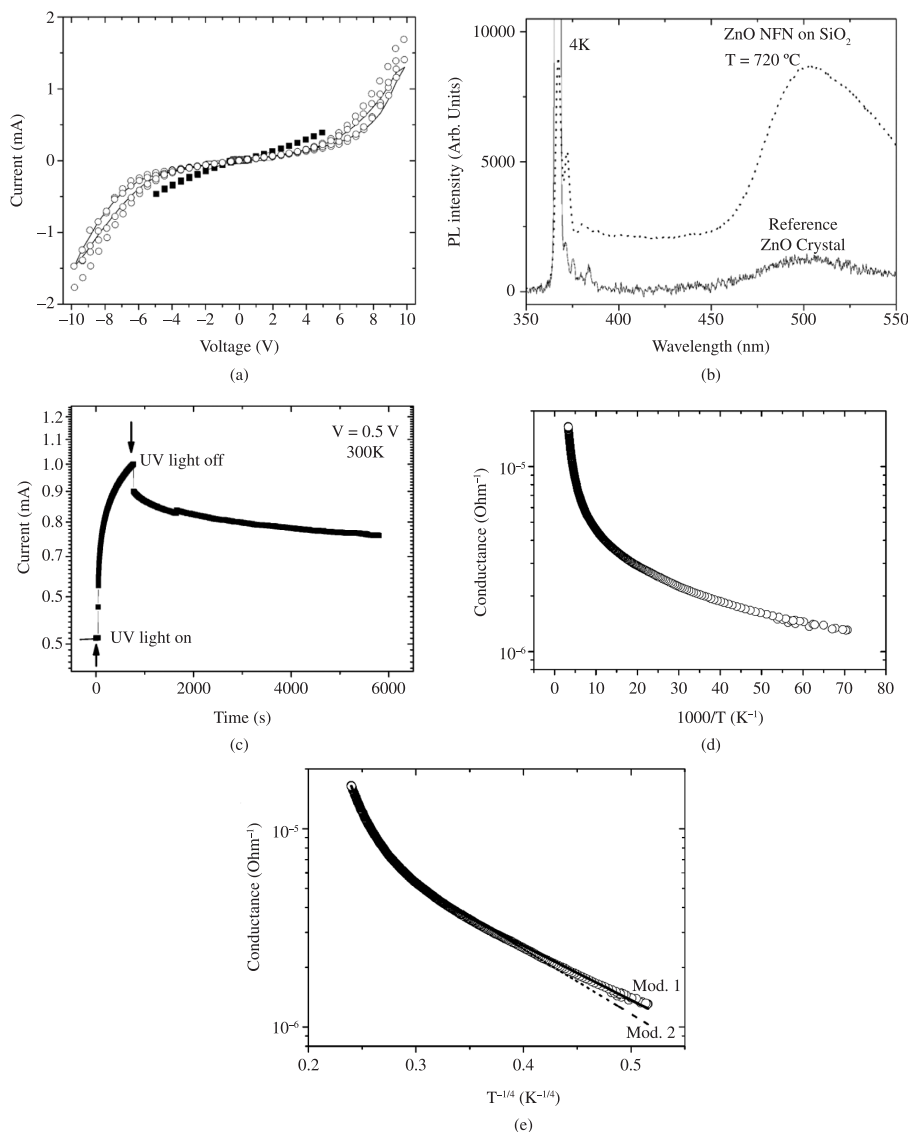 2
1
0
−1
−2
Current (mA)
−10 −8 −6 −4 −2 0 2 4 6 8 10
Voltage (V)
(a)
10000
5000
0
PL intensity (Arb. Units)
4K
ZnO NFN on SiO2
T = 720 ºC
Reference
ZnO Crystal
350 400 450 500 550
Wavelength (nm)
(b)
1.2
1.1
1.0
0.9
0.8
0.7
0.5
0.5
Current (mA)
V = 0.5 V
300K
UV light off
UV light on
0 2000 4000 6000
Time (s)
(c)
10−5
10−6
Conductance (Ohm−1)
0 10 20 30 40 50 60 70 80
1000/T (K−1)
(d)
10−5
10−6
Conductance (Ohm−1)
Mod. 1
Mod. 2
0.2 0.3 0.4 0.5
T−1/4 (K−1/4)
(e)